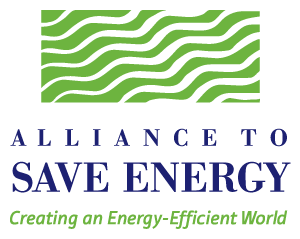 ALLIANCE TO
SAVE ENERGY
Creating an Energy-Efficient World